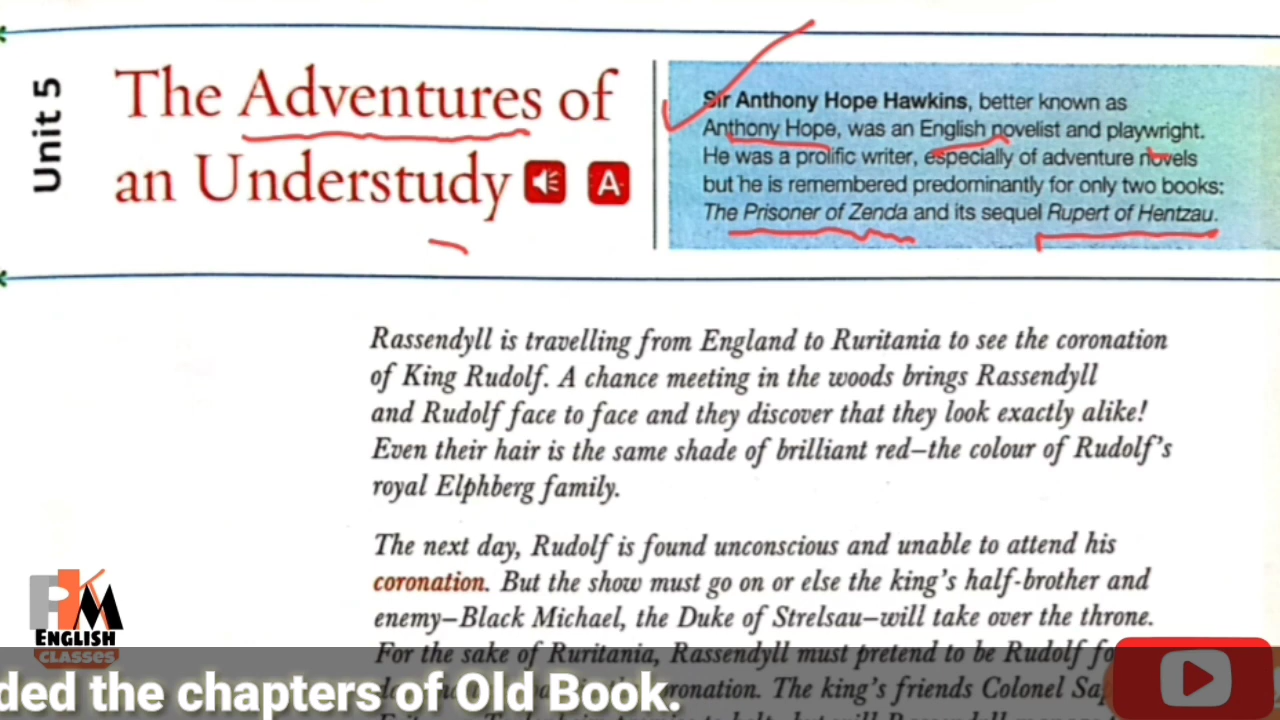 Unit 5
The Adventures of
an Understudy
A
Sir Anthony Hope Hawkins, better known as
Anthony Hope, was an English novelist and playwright.
He was a prolific writer, especially of adventure novels
but he is remembered predominantly for only two books:
The Prisoner of Zenda and its sequel Rupert of Hentzau.
Rassendyll is travelling from England to Ruritania to see the coronation
of King Rudolf. A chance meeting in the woods brings Rassendyll
and Rudolf face to face and they discover that they look exactly alike!
Even their hair is the same shade of brilliant red—the colour of Rudolf's
royal Elphberg family.
The next day, Rudolf is found unconscious and unable to attend his
coronation. But the show must go on or else the king's half-brother and
enemy—Black Michael, the Duke of Strelsau—will take over the throne.
For the sake of Ruritania, Rassendyll must pretend to be Rudolf
coronation. The king's friends Colonel
PKM
ENGLISH
CLASSES
ded the chapters of Old Book.